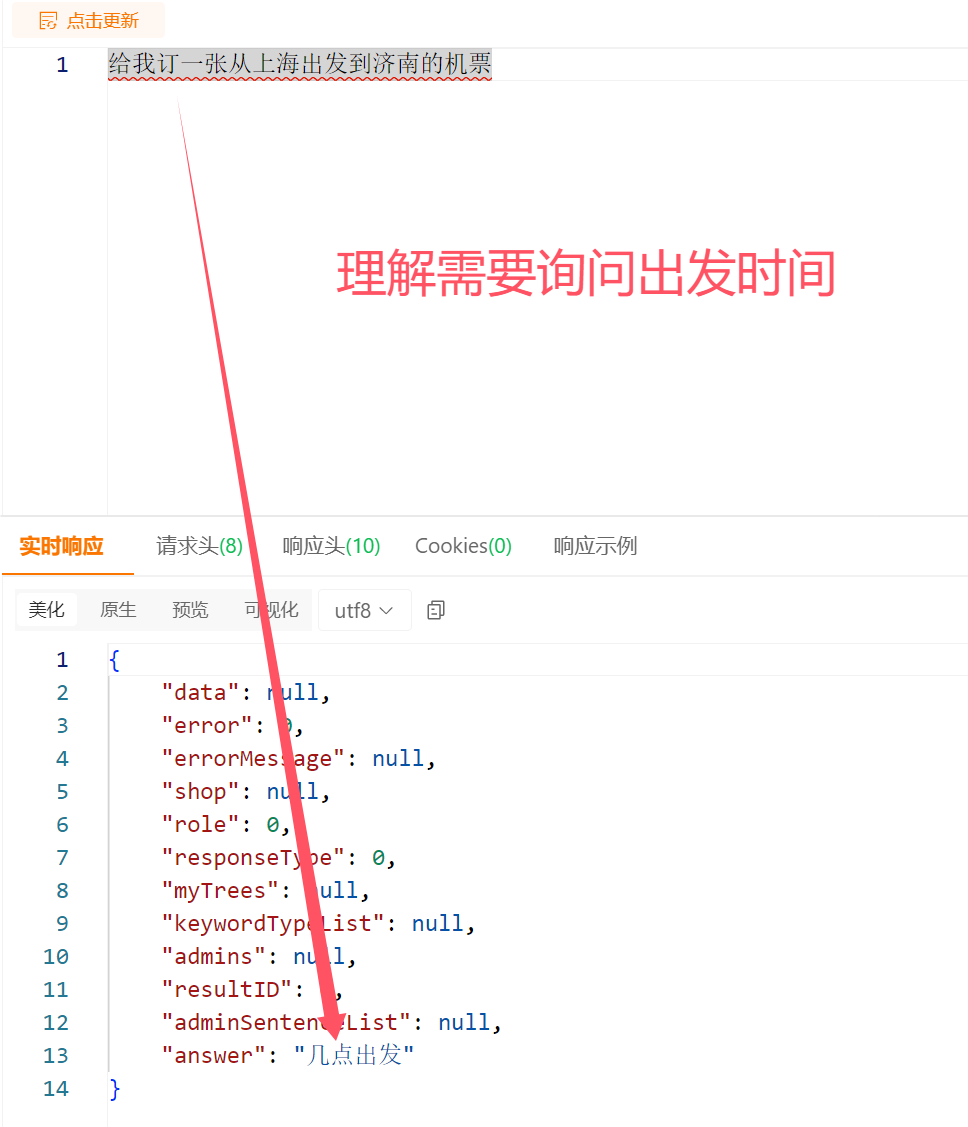 点击更新
1 给我订一张从上海出发到济南的机票
理解需要询问出发时间
实时响应 请求头(8) 响应头(10) Cookies(0) 响应示例
美化 原生 预览 可视化 utf8
1 {
2 "data": null,
3 "error": 0,
4 "errorMessage": null,
5 "shop": null,
6 "role": 0,
7 "responseType": 0,
8 "myTrees": null,
9 "keywordTypeList": null,
10 "admins": null,
11 "resultID": ,
12 "adminSentenceList": null,
13 "answer": "几点出发"
14 }